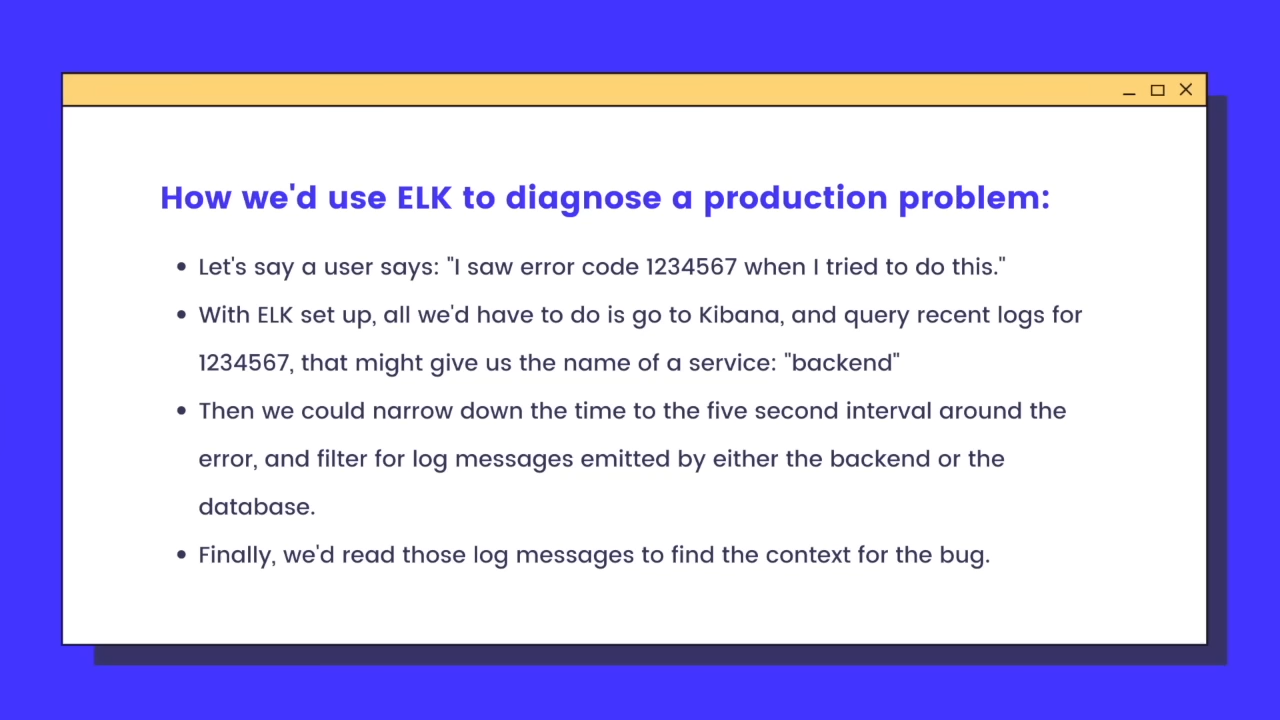 How we'd use ELK to diagnose a production problem:
• Let's say a user says: "I saw error code 1234567 when I tried to do this."
• With ELK set up, all we'd have to do is go to Kibana, and query recent logs for
1234567, that might give us the name of a service: "backend"
• Then we could narrow down the time to the five second interval around the
error, and filter for log messages emitted by either the backend or the
database.
• Finally, we'd read those log messages to find the context for the bug.